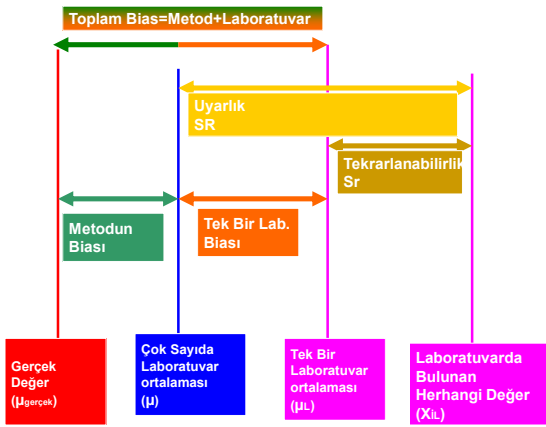 Toplam Bias=Metod+Laboratuvar
Uyarlık
SR
Tekrarlanabilirlik
Sr
Metodun
Biası
Tek Bir Lab.
Biası
Gerçek
Değer
(µgerçek)
Çok Sayıda
Laboratuvar
ortalaması
(µ)
Tek Bir
Laboratuvar
ortalaması
(µL)
Laboratuvarda
Bulunan
Herhangi Değer
(XiL)